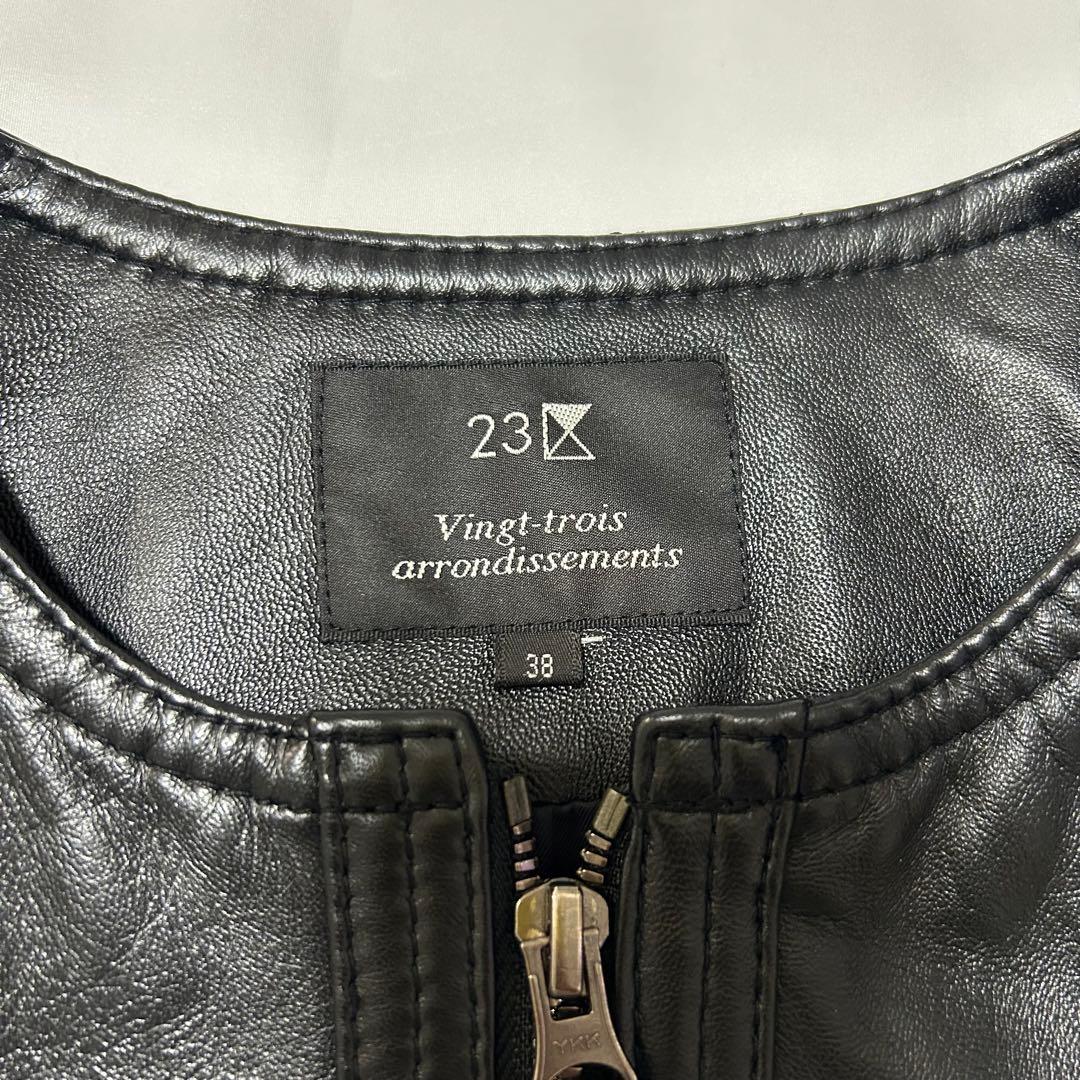 23区
Vingt-trois
arrondissements
38
YKK